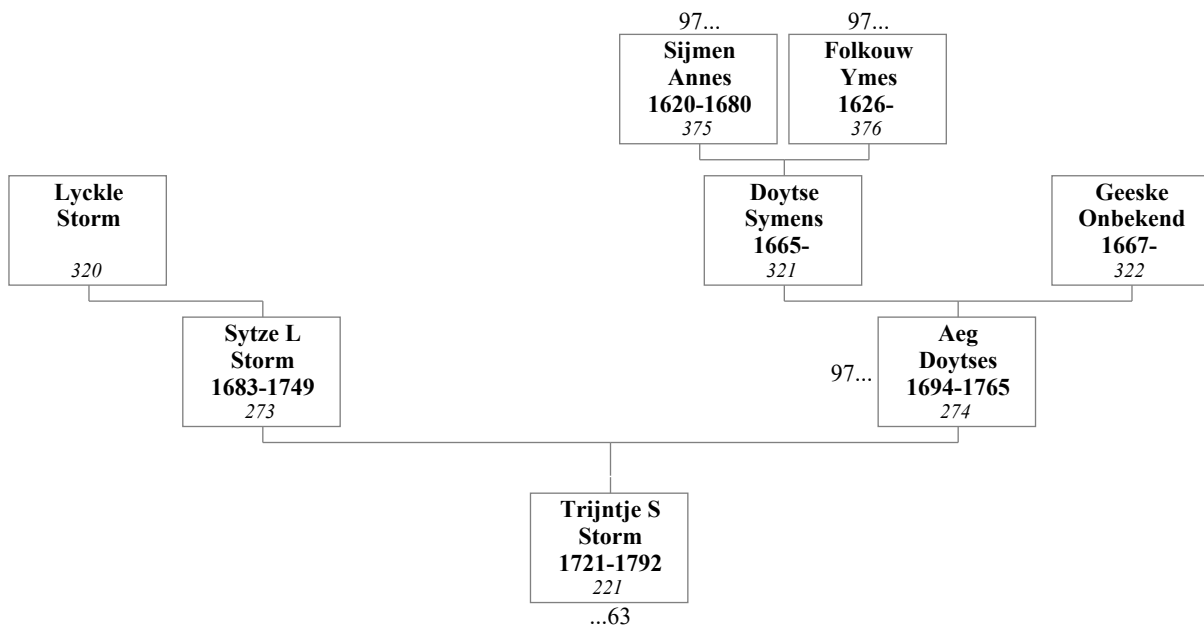 97...
97...
Sijmen
Annes
1620-1680
375
Folkouw
Ymes
1626-
376
Lyckle
Storm
320
Doytse
Symens
1665-
321
Geeske
Onbekend
1667-
322
Sytze L
Storm
1683-1749
273
97...
Aeg
Doytses
1694-1765
274
Trijntje S
Storm
1721-1792
221
...63